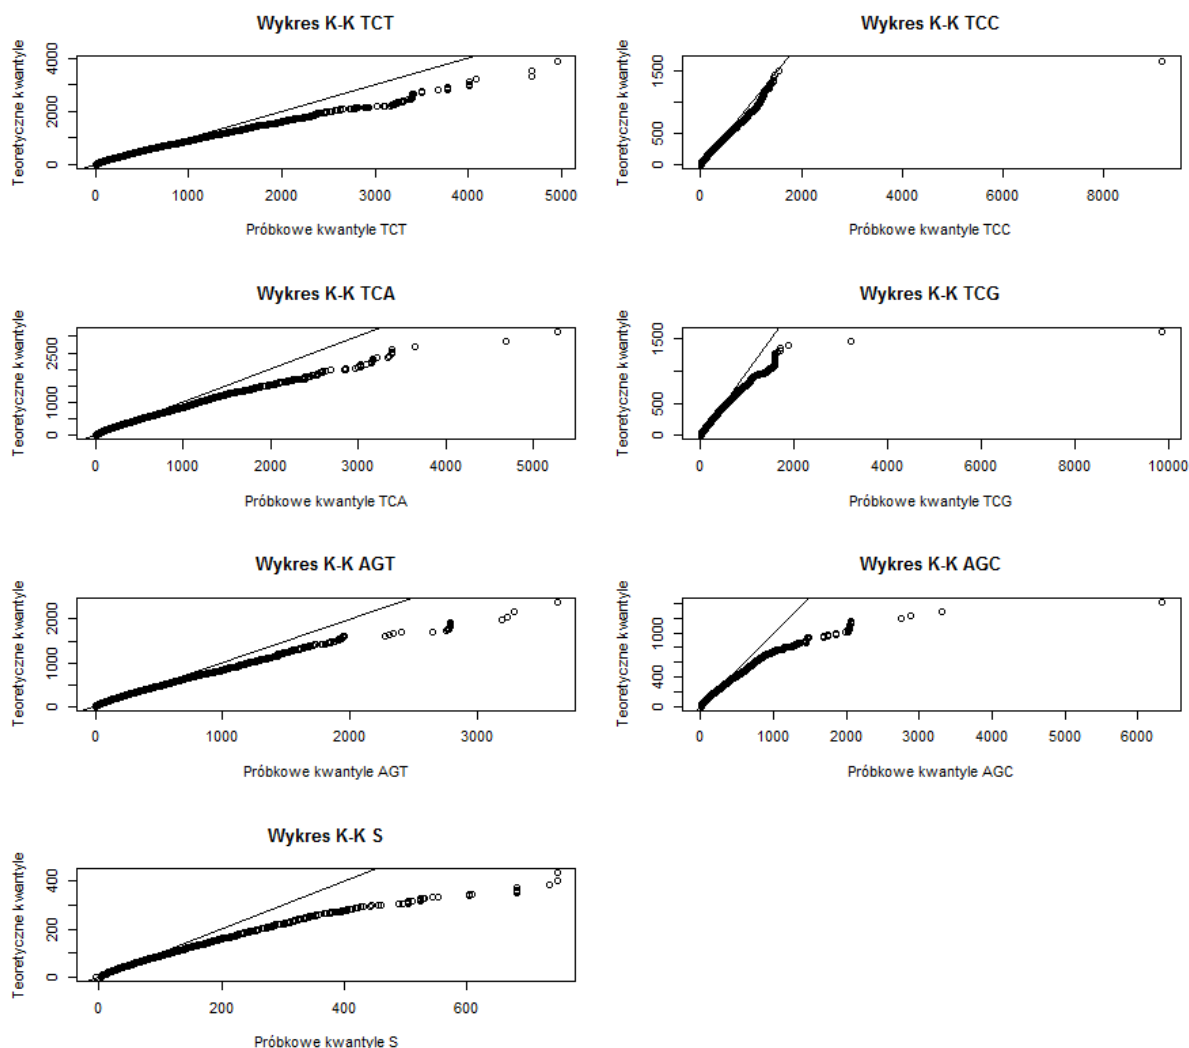 Wykres K-K TCT
Teoretyczne kwantyle
0 2000 4000
0 1000 2000 3000 4000 5000
Próbkowe kwantyle TCT
Wykres K-K TCC
Teoretyczne kwantyle
0 500 1500
0 2000 4000 6000 8000
Próbkowe kwantyle TCC
Wykres K-K TCA
Teoretyczne kwantyle
0 1000 2500
0 1000 2000 3000 4000 5000
Próbkowe kwantyle TCA
Wykres K-K TCG
Teoretyczne kwantyle
0 500 1500
0 2000 4000 6000 8000 10000
Próbkowe kwantyle TCG
Wykres K-K AGT
Teoretyczne kwantyle
0 1000 2000
0 1000 2000 3000
Próbkowe kwantyle AGT
Wykres K-K AGC
Teoretyczne kwantyle
0 400 1000
0 1000 2000 3000 4000 5000 6000
Próbkowe kwantyle AGC
Wykres K-K S
Teoretyczne kwantyle
0 200 400
0 200 400 600
Próbkowe kwantyle S